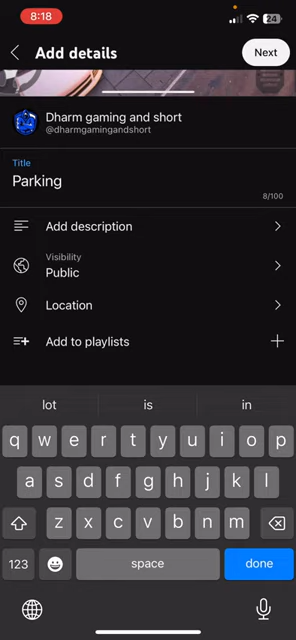 8:18
24
Add details
Next
Dharm gaming and short
@dharmgamingandshort
Title
Parking
8/100
Add description
Visibility
Public
Location
Add to playlists
lot is in
q w e r t y u i o p
a s d f g h j k l
z x c v b n m
123 space done